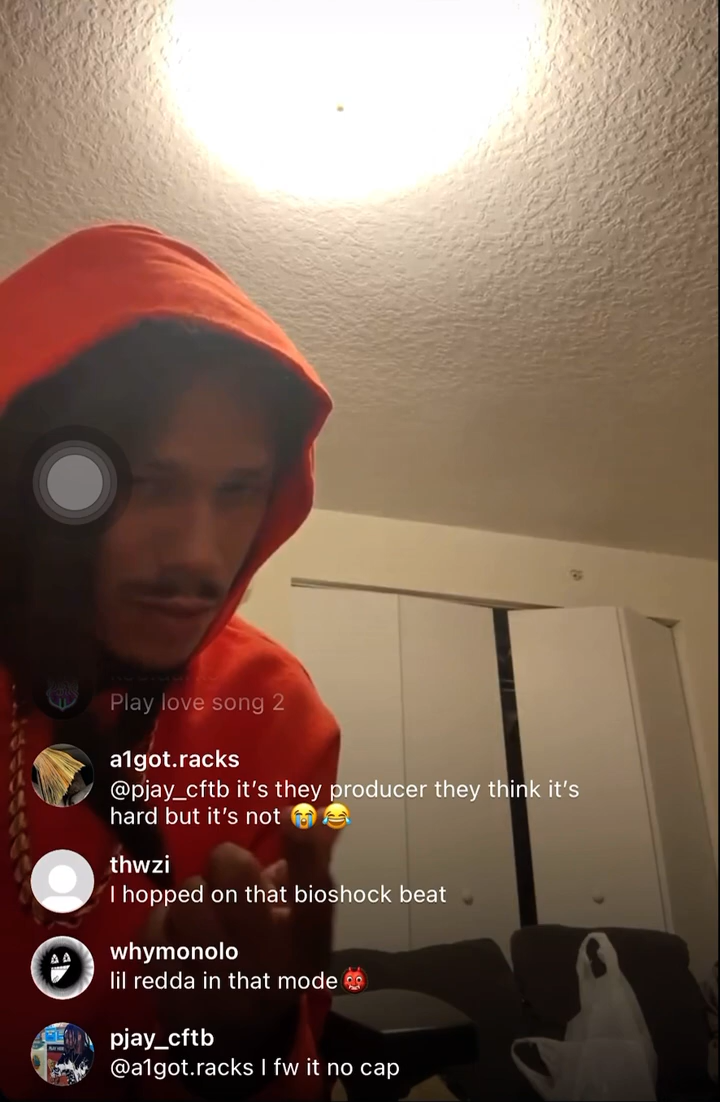 Play love song 2
a1got.racks
@pjay_cftb it’s they producer they think it’s
hard but it’s not 😭😂
thwzi
I hopped on that bioshock beat
whymonolo
lil redda in that mode👹
pjay_cftb
@a1got.racks I fw it no cap